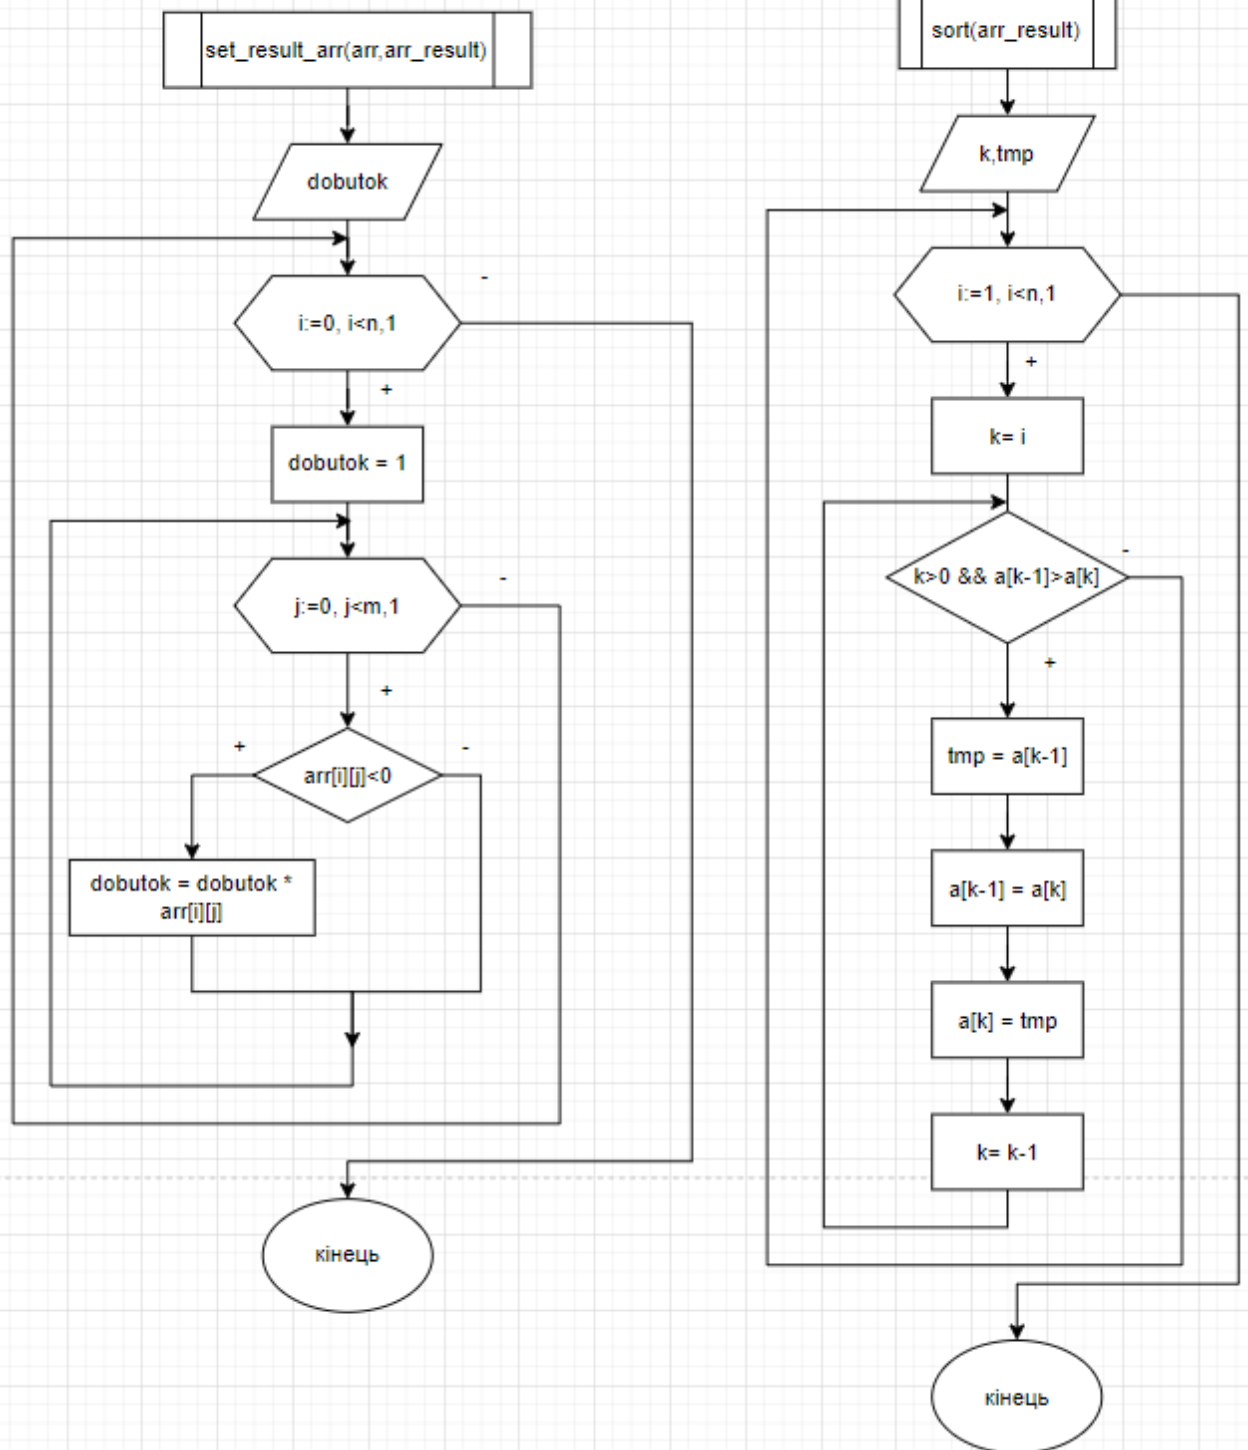 set_result_arr(arr,arr_result)
dobutok
-
i:=0, i<n,1
+
dobutok = 1
-
j:=0, j<m,1
+
+
-
arr[i][j]<0
dobutok = dobutok *
arr[i][j]
кінець
sort(arr_result)
k,tmp
i:=1, i<n,1
+
k= i
-
k>0 && a[k-1]>a[k]
+
tmp = a[k-1]
a[k-1] = a[k]
a[k] = tmp
k= k-1
кінець